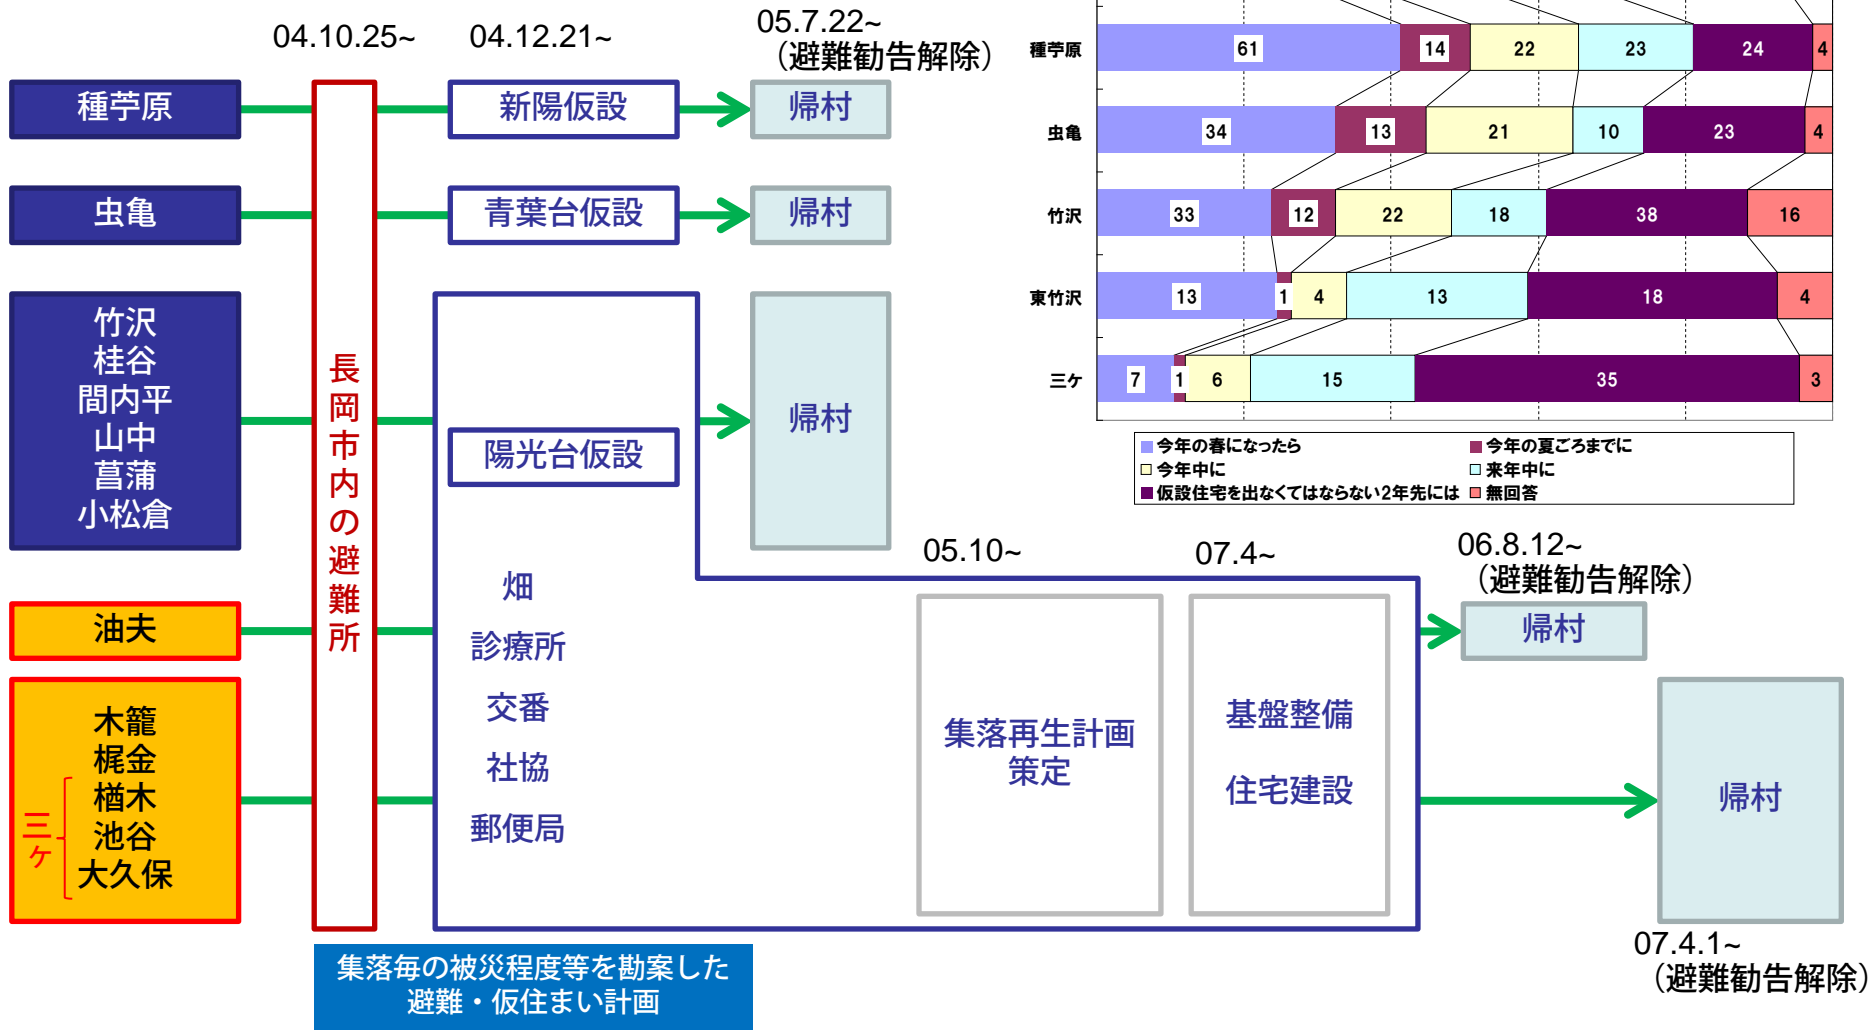 04.10.25~
04.12.21~
05.7.22~
（避難勧告解除）
種苧原
新陽仮設
帰村
虫亀
青葉台仮設
帰村
竹沢
桂谷
間内平
山中
菖蒲
小松倉
長岡市内の避難所
陽光台仮設
帰村
畑
診療所
交番
社協
郵便局
05.10~
07.4~
06.8.12~
（避難勧告解除）
油夫
帰村
木籠
梶金
楢木
池谷
大久保
三ヶ
集落再生計画
策定
基盤整備
住宅建設
帰村
07.4.1~
（避難勧告解除）
集落毎の被災程度等を勘案した
避難・仮住まい計画
種苧原 61 14 22 23 24 4
虫亀 34 13 21 10 23 4
竹沢 33 12 22 18 38 16
東竹沢 13 1 4 13 18 4
三ケ 7 1 6 15 35 3
今年の春になったら 今年の夏ごろまでに
今年中に 来年中に
仮設住宅を出なくてはならない2年先には 無回答